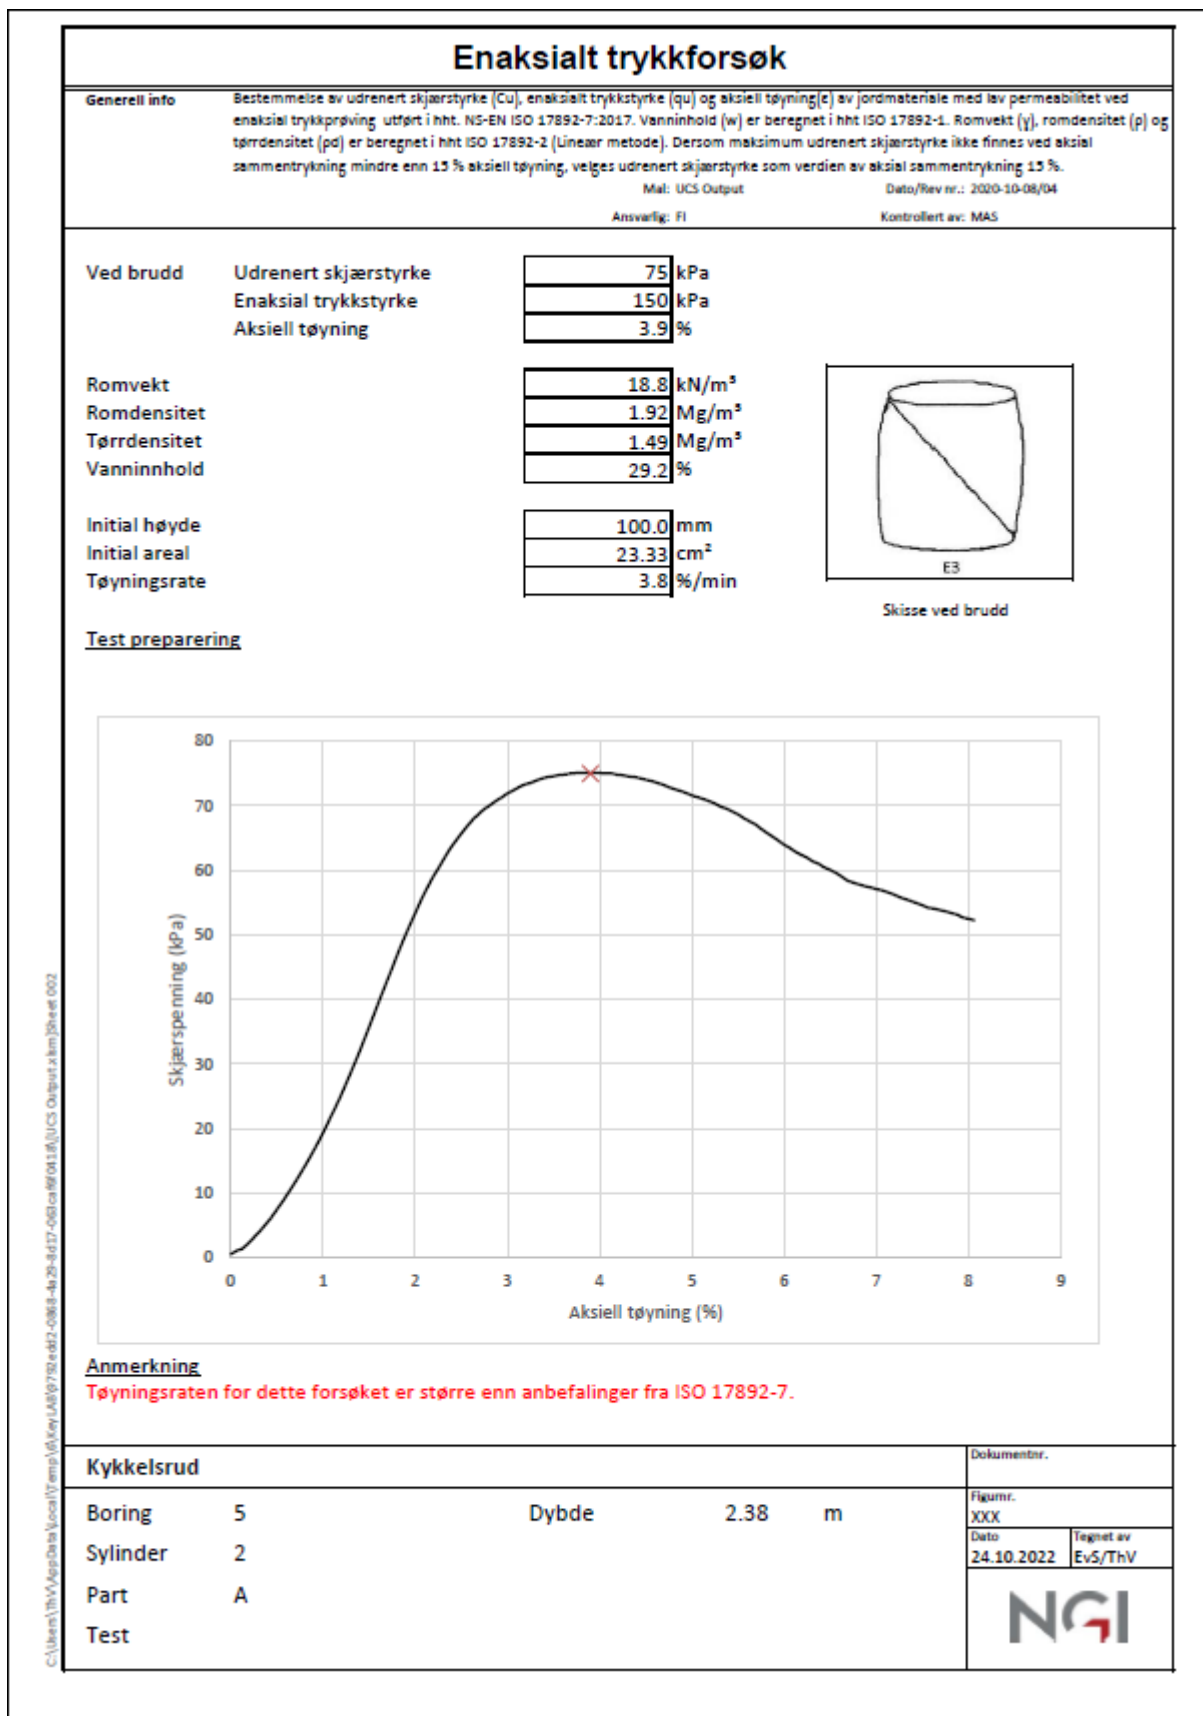 Enaksialt trykkforsøk
Generell info
Bestemmelse av udrenert skjærstyrke (Cu), enaksialt trykkstyrke (qu) og aksiell tøyning(ε) av jordmateriale med lav permeabilitet ved
enaksial trykkprøving utført i hht. NS-EN ISO 17892-7:2017. Vanninhold (w) er beregnet i hht ISO 17892-1. Romvekt (γ), romdensitet (ρ) og
tørrdensitet (ρd) er beregnet i hht ISO 17892-2 (Lineær metode). Dersom maksimum udrenert skjærstyrke ikke finnes ved aksial
sammentrykning mindre enn 15 % aksiell tøyning, velges udrenert skjærstyrke som verdien av aksial sammentrykning 15 %.
Mal: UCS Output Dato/Rev nr.: 2020-10-08/04
Ansvarlig: FI Kontrollert av: MAS
Ved brudd Udrenert skjærstyrke 75 kPa
Enaksial trykkstyrke 150 kPa
Aksiell tøyning 3.9 %
Romvekt 18.8 kN/m³
Romdensitet 1.92 Mg/m³
Tørrdensitet 1.49 Mg/m³
Vanninnhold 29.2 %
Initial høyde 100.0 mm
Initial areal 23.33 cm²
Tøyningsrate 3.8 %/min
E3
Skisse ved brudd
Test preparering
80
70
60
50
40
30
20
10
0
Skjærspenning (kPa)
0 1 2 3 4 5 6 7 8 9
Aksiell tøyning (%)
Anmerkning
Tøyningsraten for dette forsøket er større enn anbefalinger fra ISO 17892-7.
Kykkelsrud
Dokumentnr.
Boring 5 Dybde 2.38 m
Figurnr.
XXX
Sylinder 2
Dato Tegnet av
24.10.2022 EvS/ThV
Part A
Test
NGI